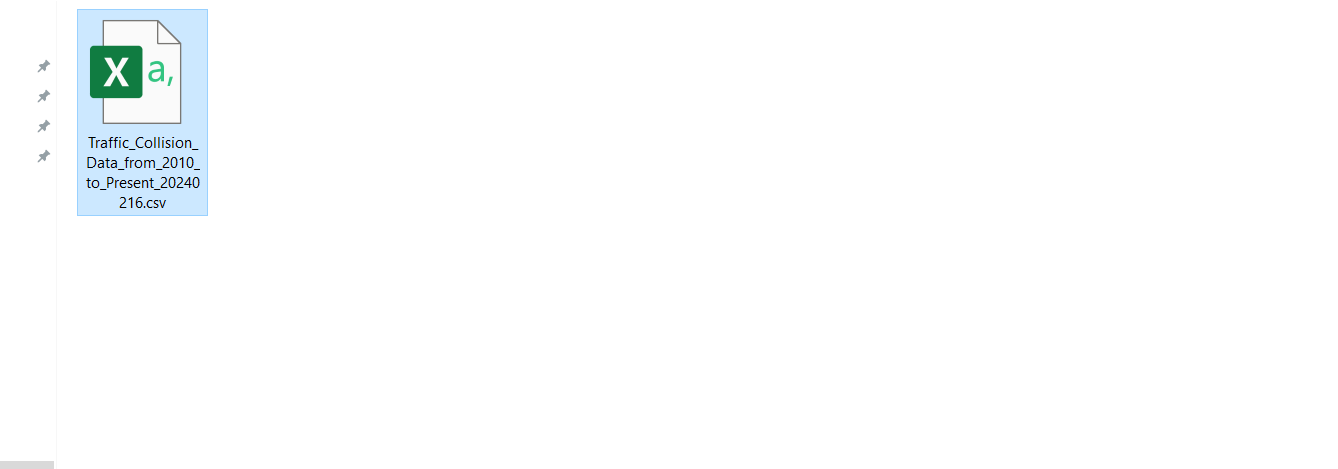 X a,
Traffic_Collision_
Data_from_2010_
to_Present_20240
216.csv